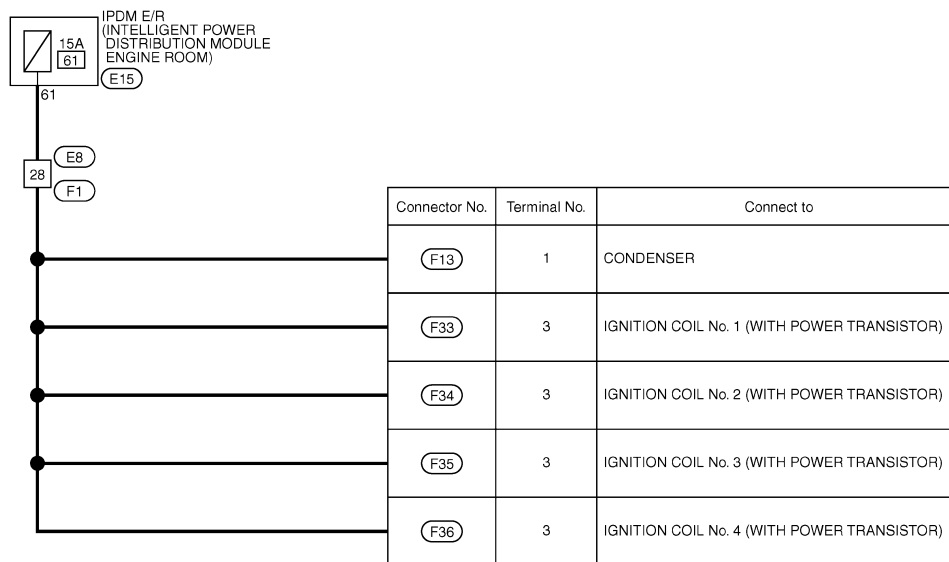 IPDM E/R
(INTELLIGENT POWER
DISTRIBUTION MODULE
ENGINE ROOM)
15A
61
E15
61
E8
28
F1
Connector No. Terminal No. Connect to
F13 1 CONDENSER
F33 3 IGNITION COIL No. 1 (WITH POWER TRANSISTOR)
F34 3 IGNITION COIL No. 2 (WITH POWER TRANSISTOR)
F35 3 IGNITION COIL No. 3 (WITH POWER TRANSISTOR)
F36 3 IGNITION COIL No. 4 (WITH POWER TRANSISTOR)